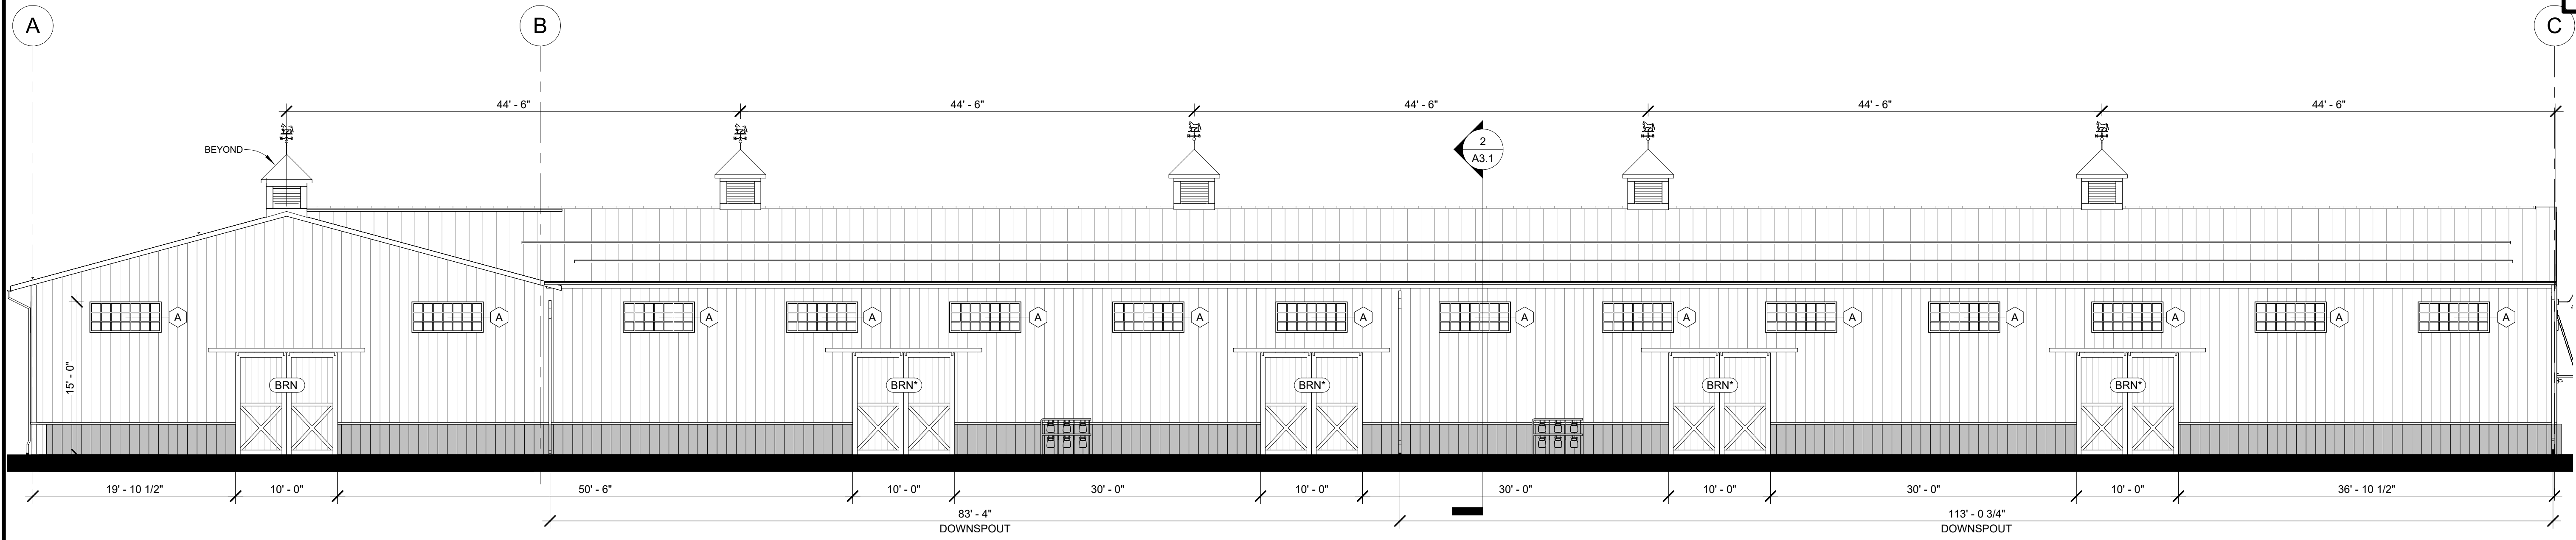 A
B
C
44' - 6"
44' - 6"
44' - 6"
44' - 6"
44' - 6"
BEYOND
2
A3.1
A
A
A
A
A
A
A
A
A
A
A
A
A
A
15' - 0"
BRN
BRN*
BRN*
BRN*
BRN*
19' - 10 1/2"
10' - 0"
50' - 6"
10' - 0"
30' - 0"
10' - 0"
30' - 0"
10' - 0"
30' - 0"
10' - 0"
36' - 10 1/2"
83' - 4"
DOWNSPOUT
113' - 0 3/4"
DOWNSPOUT